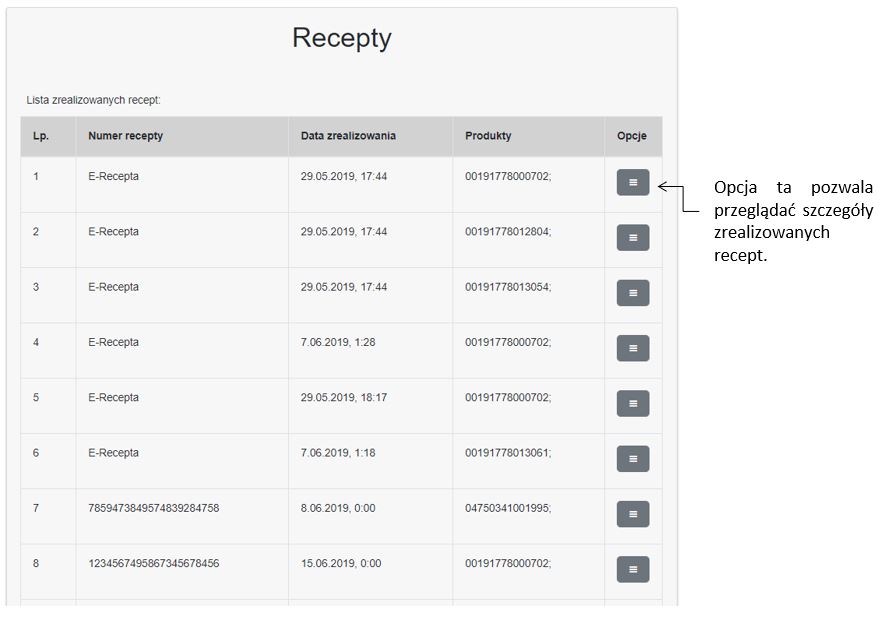 Recepty
Lista zrealizowanych recept:
Lp. Numer recepty Data zrealizowania Produkty Opcje
1 E-Recepta 29.05.2019, 17:44 00191778000702;
2 E-Recepta 29.05.2019, 17:44 00191778012804;
3 E-Recepta 29.05.2019, 17:44 00191778013054;
4 E-Recepta 7.06.2019, 1:28 00191778000702;
5 E-Recepta 29.05.2019, 18:17 00191778000702;
6 E-Recepta 7.06.2019, 1:18 00191778013061;
7 7859473849574839284758 8.06.2019, 0:00 04750341001995;
8 1234567495867345678456 15.06.2019, 0:00 00191778000702;
Opcja ta pozwala
przeglądać szczegóły
zrealizowanych
recept.